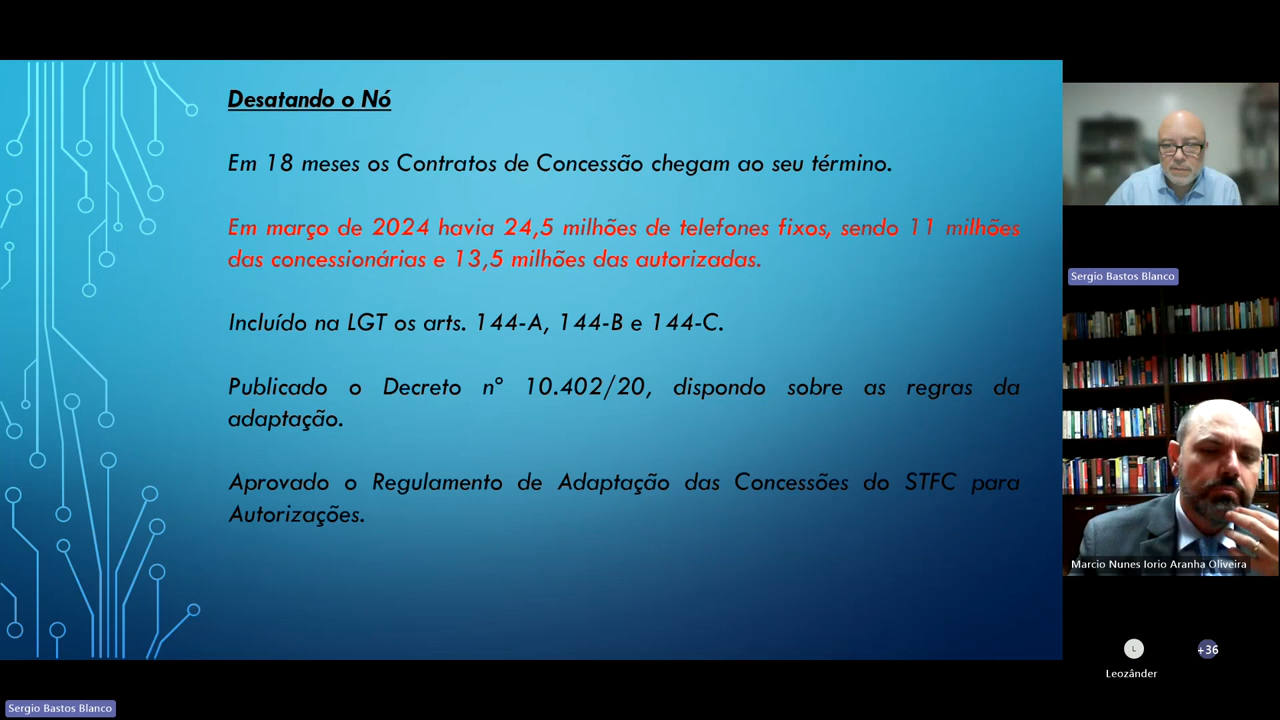 Desatando o Nó
Em 18 meses os Contratos de Concessão chegam ao seu término.
Em março de 2024 havia 24,5 milhões de telefones fixos, sendo 11 milhões
das concessionárias e 13,5 milhões das autorizadas.
Incluído na LGT os arts. 144-A, 144-B e 144-C.
Publicado o Decreto nº 10.402/20, dispondo sobre as regras da
adaptação.
Aprovado o Regulamento de Adaptação das Concessões do STFC para
Autorizações.
Sergio Bastos Blanco
Marcio Nunes Iorio Aranha Oliveira
L
+36
Leozânder
Sergio Bastos Blanco